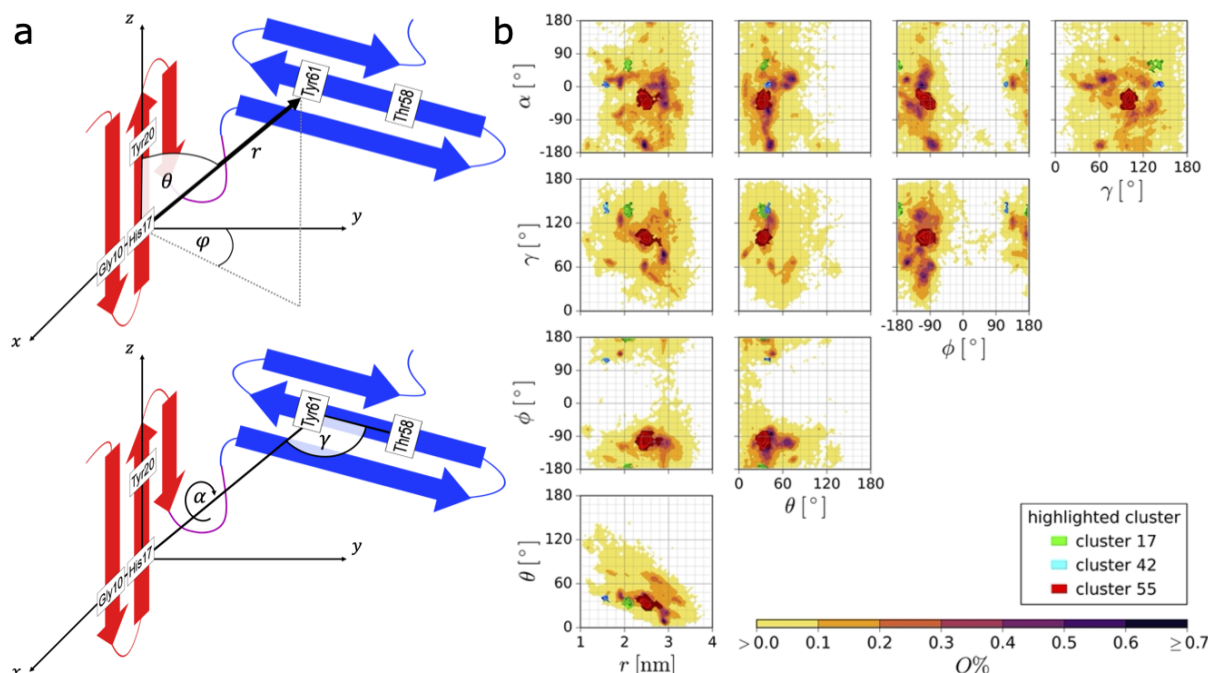 a
z
Tyr61
Thr58
Tyr20
r
θ
y
His17
Gly10
φ
x
z
Tyr61
Thr58
γ
Tyr20
α
y
His17
Gly10
x
b
α [°]
180
90
0
-90
-180
0 60 120 180
γ [°]
γ [°]
180
120
60
0
-180 -90 0 90 180
ϕ [°]
ϕ [°]
180
90
0
-90
-180
0 60 120 180
θ [°]
θ [°]
180
120
60
0
1 2 3 4
r [nm]
highlighted cluster
cluster 17
cluster 42
cluster 55
> 0.0 0.1 0.2 0.3 0.4 0.5 0.6 ≥ 0.7
O%